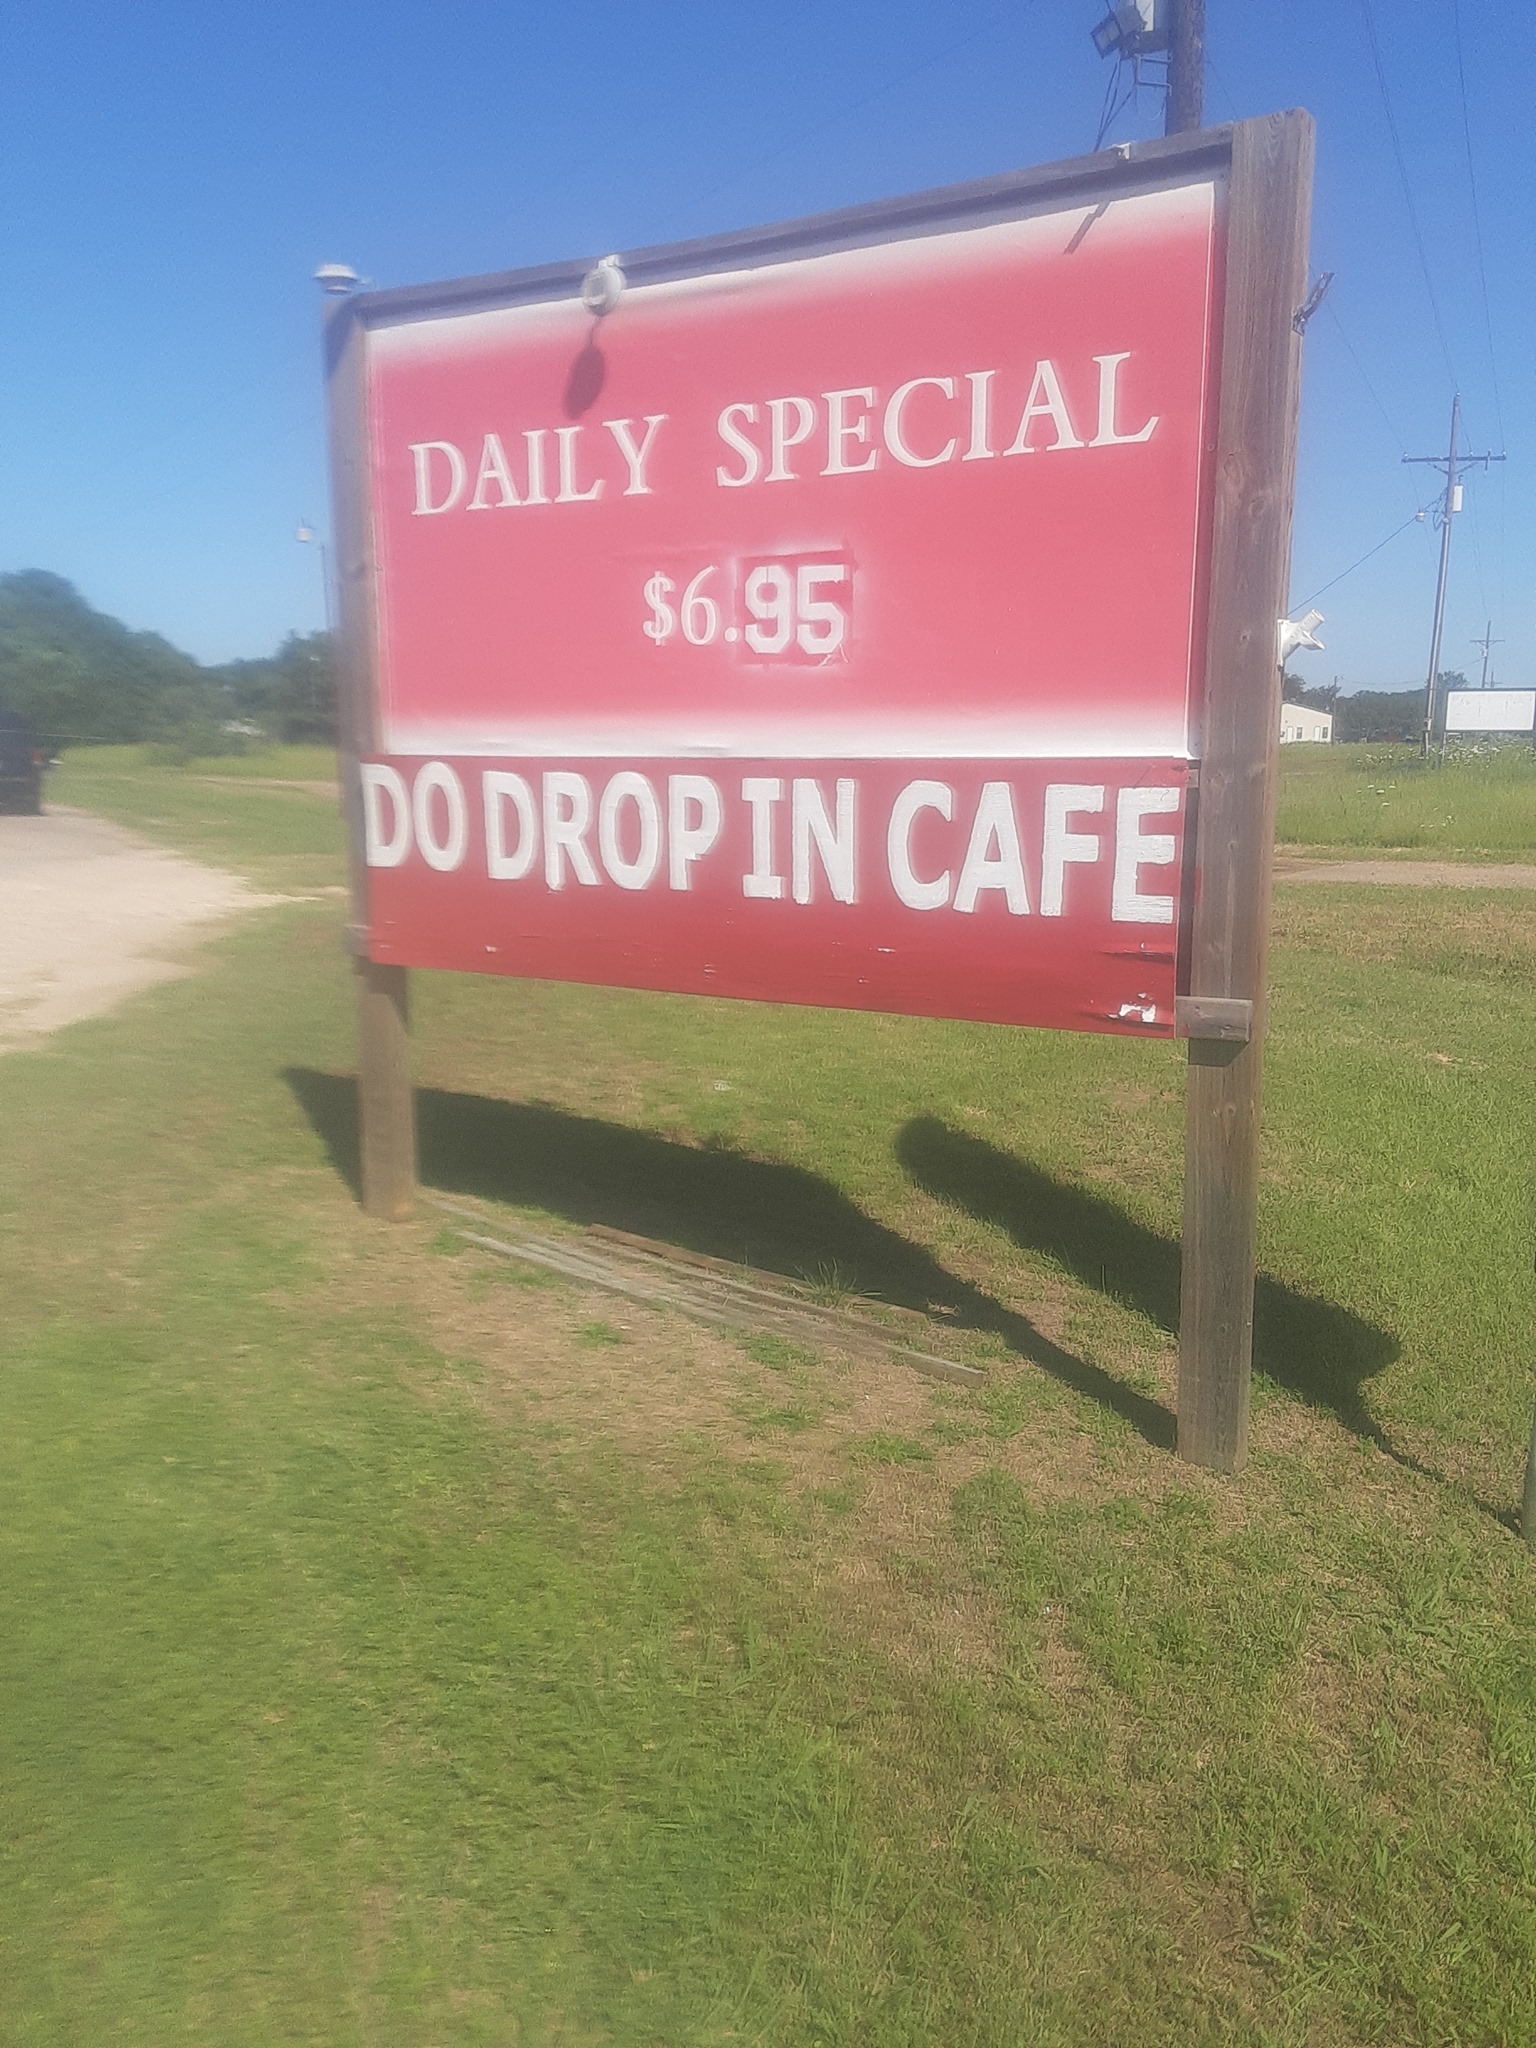 DAILY SPECIAL
$6.95
DO DROP IN CAFE